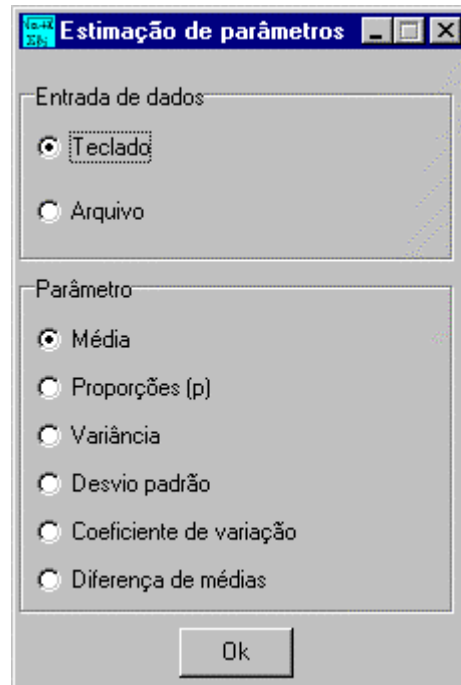 Estimação de parâmetros
Entrada de dados
Teclado
Arquivo
Parâmetro
Média
Proporções (p)
Variância
Desvio padrão
Coeficiente de variação
Diferença de médias
Ok